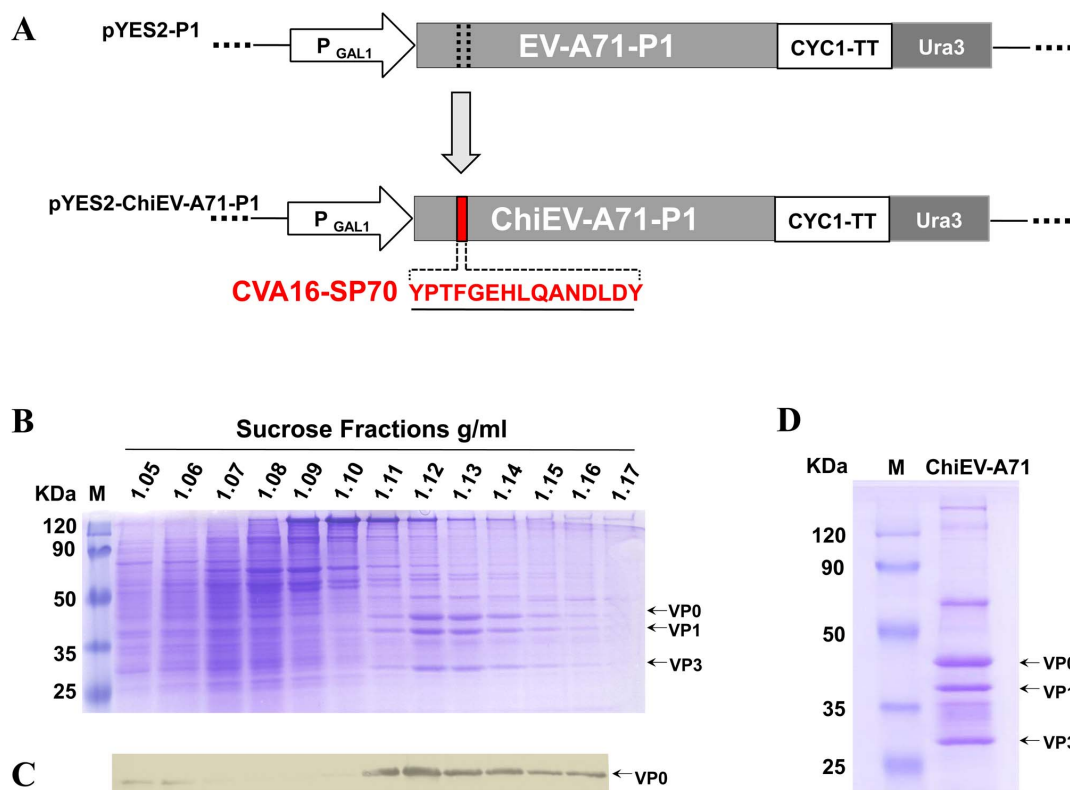 A
pYES2-P1
P GAL1
EV-A71-P1
CYC1-TT
Ura3
pYES2-ChiEV-A71-P1
P GAL1
ChiEV-A71-P1
CYC1-TT
Ura3
CVA16-SP70 YPTFGEHLQANDLDY
B
Sucrose Fractions g/ml
KDa M 1.05 1.06 1.07 1.08 1.09 1.10 1.11 1.12 1.13 1.14 1.15 1.16 1.17
120
90
50
35
25
VP0
VP1
VP3
C
VP0
D
KDa M ChiEV-A71
120
90
50
35
25
VP0
VP1
VP3